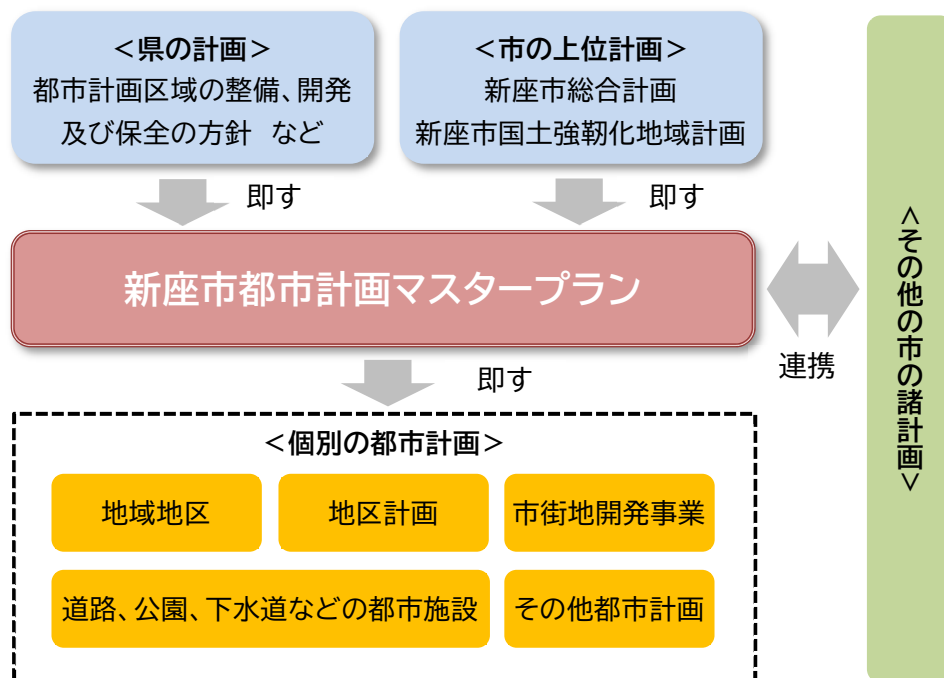 ＜県の計画＞
都市計画区域の整備、開発
及び保全の方針 など
＜市の上位計画＞
新座市総合計画
新座市国土強靭化地域計画
即す
即す
新座市都市計画マスタープラン
連携
＜その他の市の諸計画＞
即す
＜個別の都市計画＞
地域地区
地区計画
市街地開発事業
道路、公園、下水道などの都市施設
その他都市計画